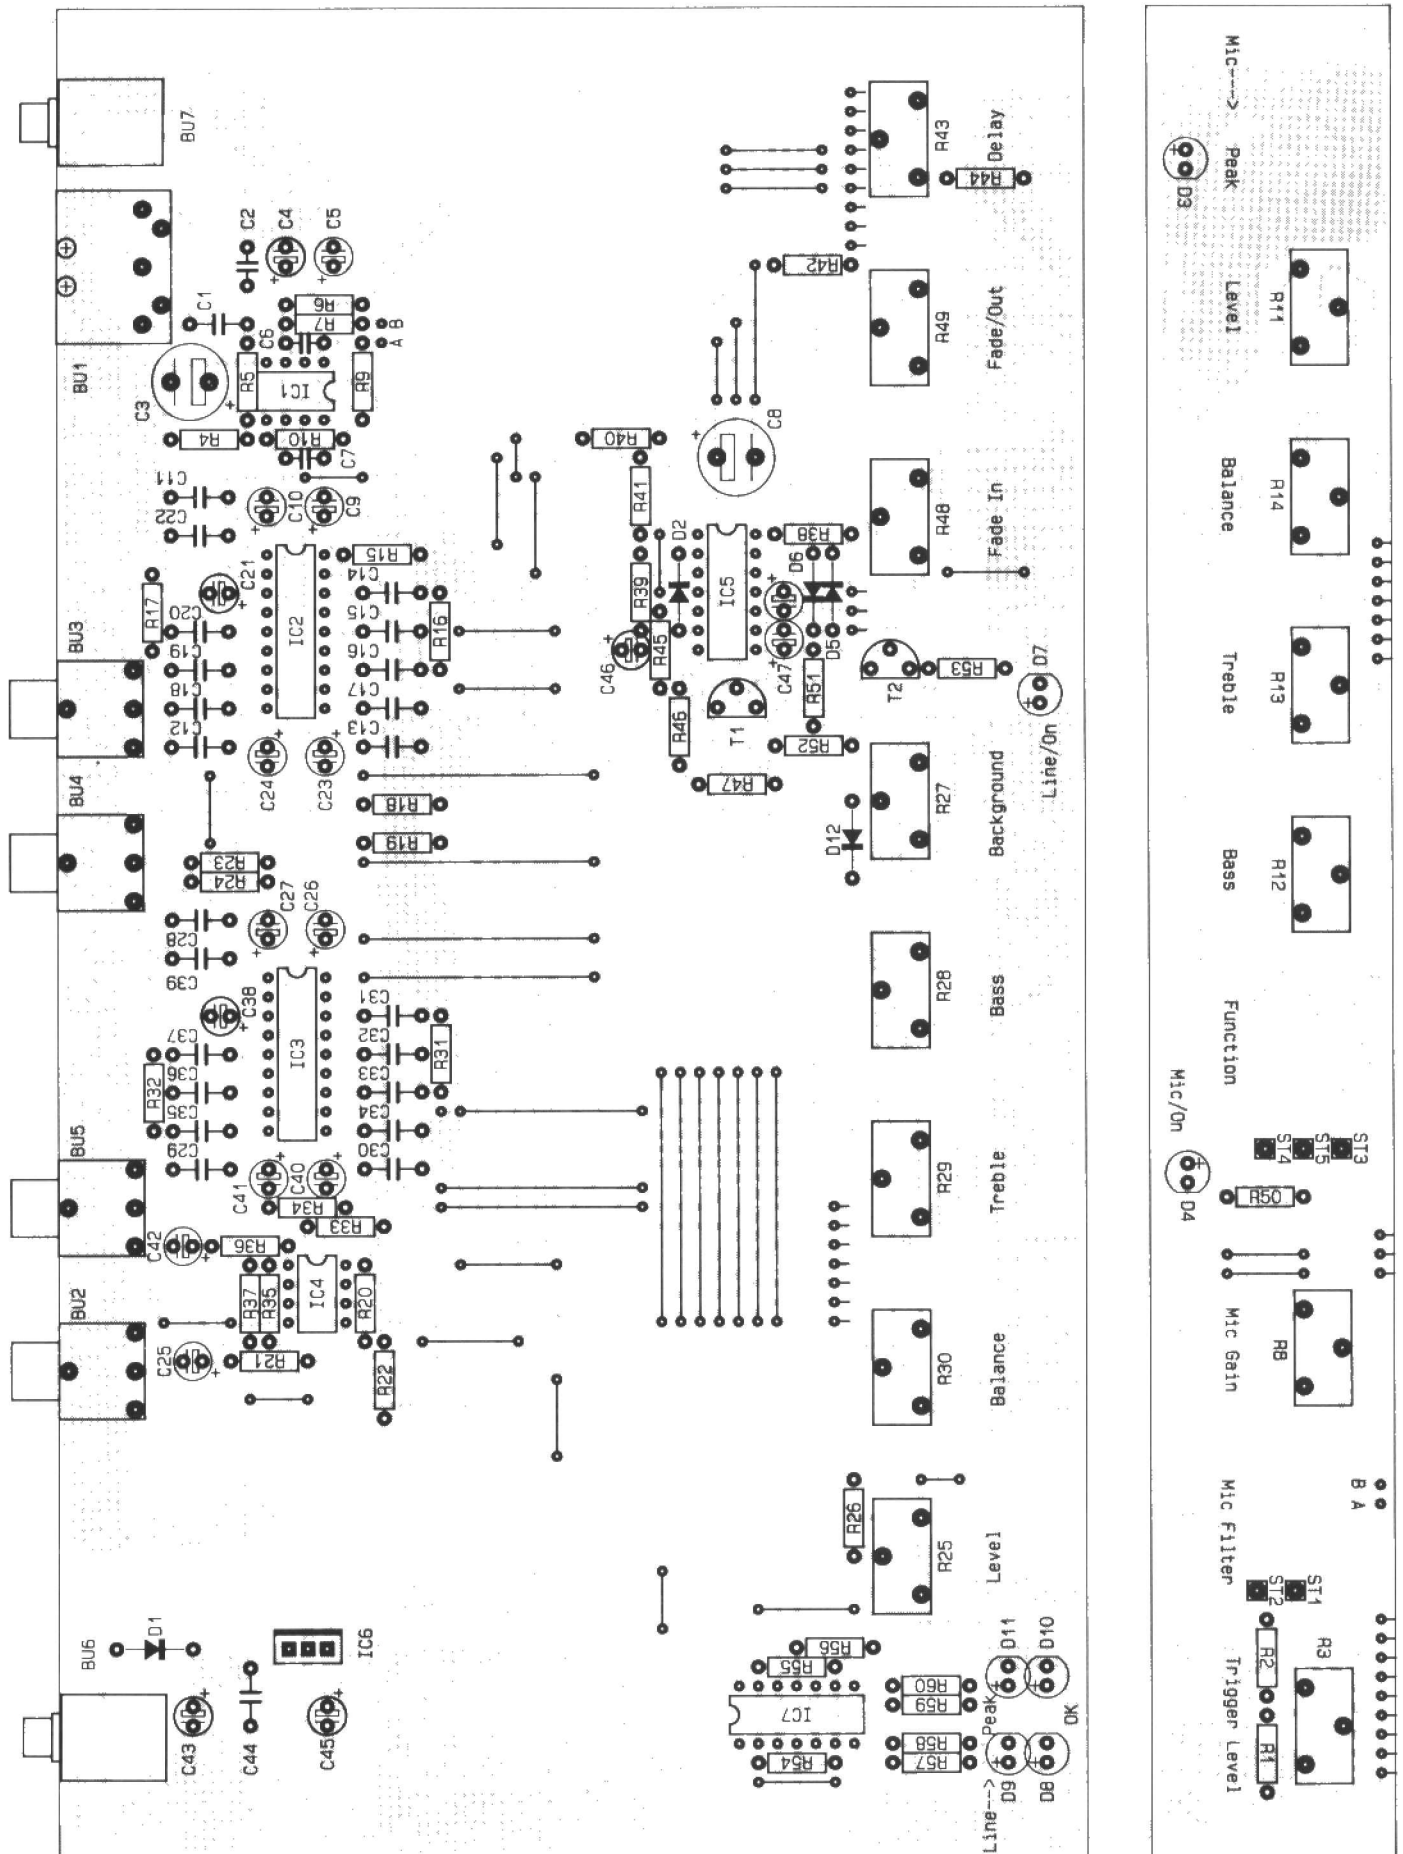 BU7
BU1
C2
C4
C5
C1
R6
R7
B
A
C6
C3
R5
IC1
R9
R4
R10
C7
C11
C10
C9
C22
R15
C21
C14
R17
C20
C15
IC2
R16
BU3
C19
C16
C18
C17
C12
C13
C24
C23
BU4
R18
R19
R23
R24
C27
C26
C28
C39
C38
C31
C37
C32
IC3
R31
R32
C36
C33
C35
C34
BU5
C29
C30
C41
C40
R34
R33
C42
R36
BU2
R37
R35
IC4
R20
C25
R21
R22
BU6
D1
IC6
C43
C44
C45
R43
Delay
R44
R42
R49
Fade/Out
C8
R40
R41
R48
Fade In
D2
R38
D6
R39
IC5
R45
C46
C47
D5
R51
T2
R53
D7
R46
T1
R52
Line/On
R47
R27
Background
D12
R28
Bass
R29
Treble
R30
Balance
R26
R25
Level
R56
R55
D11
D10
R60
R59
IC7
Peak
OK
R58
R57
R54
D9
D8
Line-->
Mic--->
Peak
D3
Level
R11
Balance
R14
Treble
R13
Bass
R12
Function
Mic/On
ST4
ST5
ST3
D4
R50
Mic Gain
R8
B
A
Mic Filter
ST2
ST1
R2
R3
Trigger Level
R1